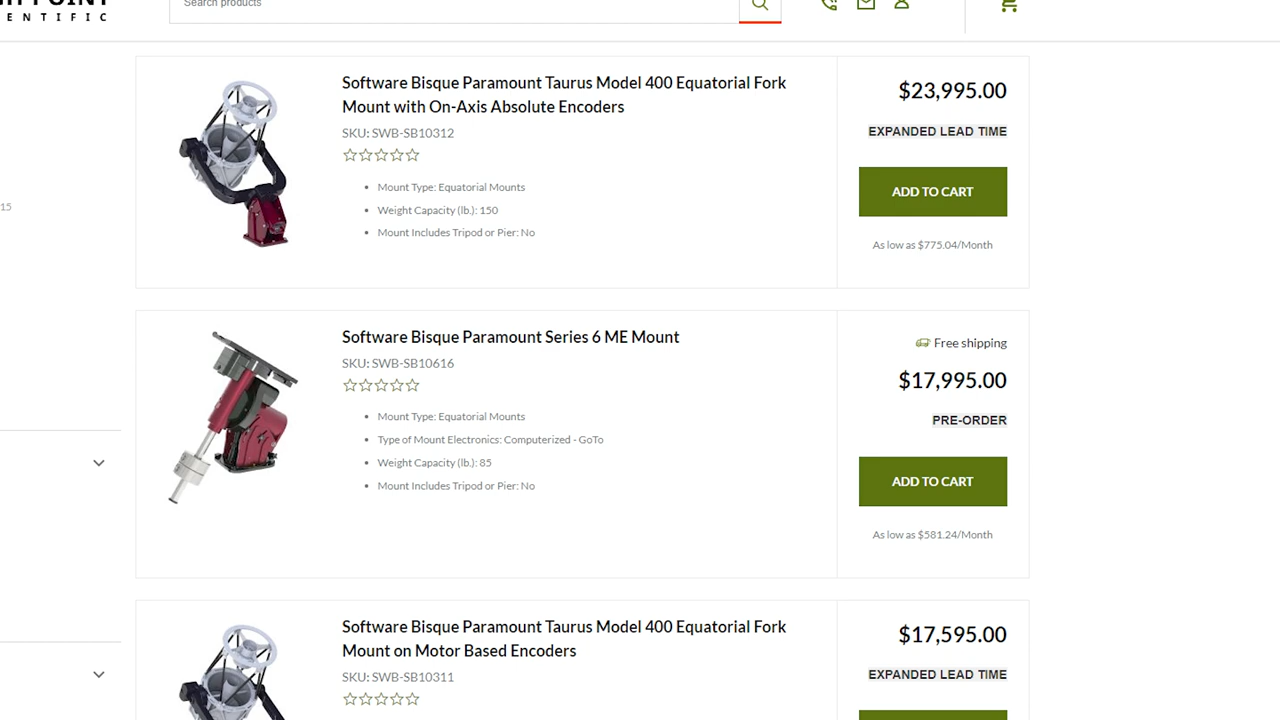 ENTIFIC
Search products
15
Software Bisque Paramount Taurus Model 400 Equatorial Fork
Mount with On-Axis Absolute Encoders
SKU: SWB-SB10312
• Mount Type: Equatorial Mounts
• Weight Capacity (lb.): 150
• Mount Includes Tripod or Pier: No
$23,995.00
EXPANDED LEAD TIME
ADD TO CART
As low as $775.04/Month
Software Bisque Paramount Series 6 ME Mount
SKU: SWB-SB10616
• Mount Type: Equatorial Mounts
• Type of Mount Electronics: Computerized - GoTo
• Weight Capacity (lb.): 85
• Mount Includes Tripod or Pier: No
Free shipping
$17,995.00
PRE-ORDER
ADD TO CART
As low as $581.24/Month
Software Bisque Paramount Taurus Model 400 Equatorial Fork
Mount on Motor Based Encoders
SKU: SWB-SB10311
$17,595.00
EXPANDED LEAD TIME